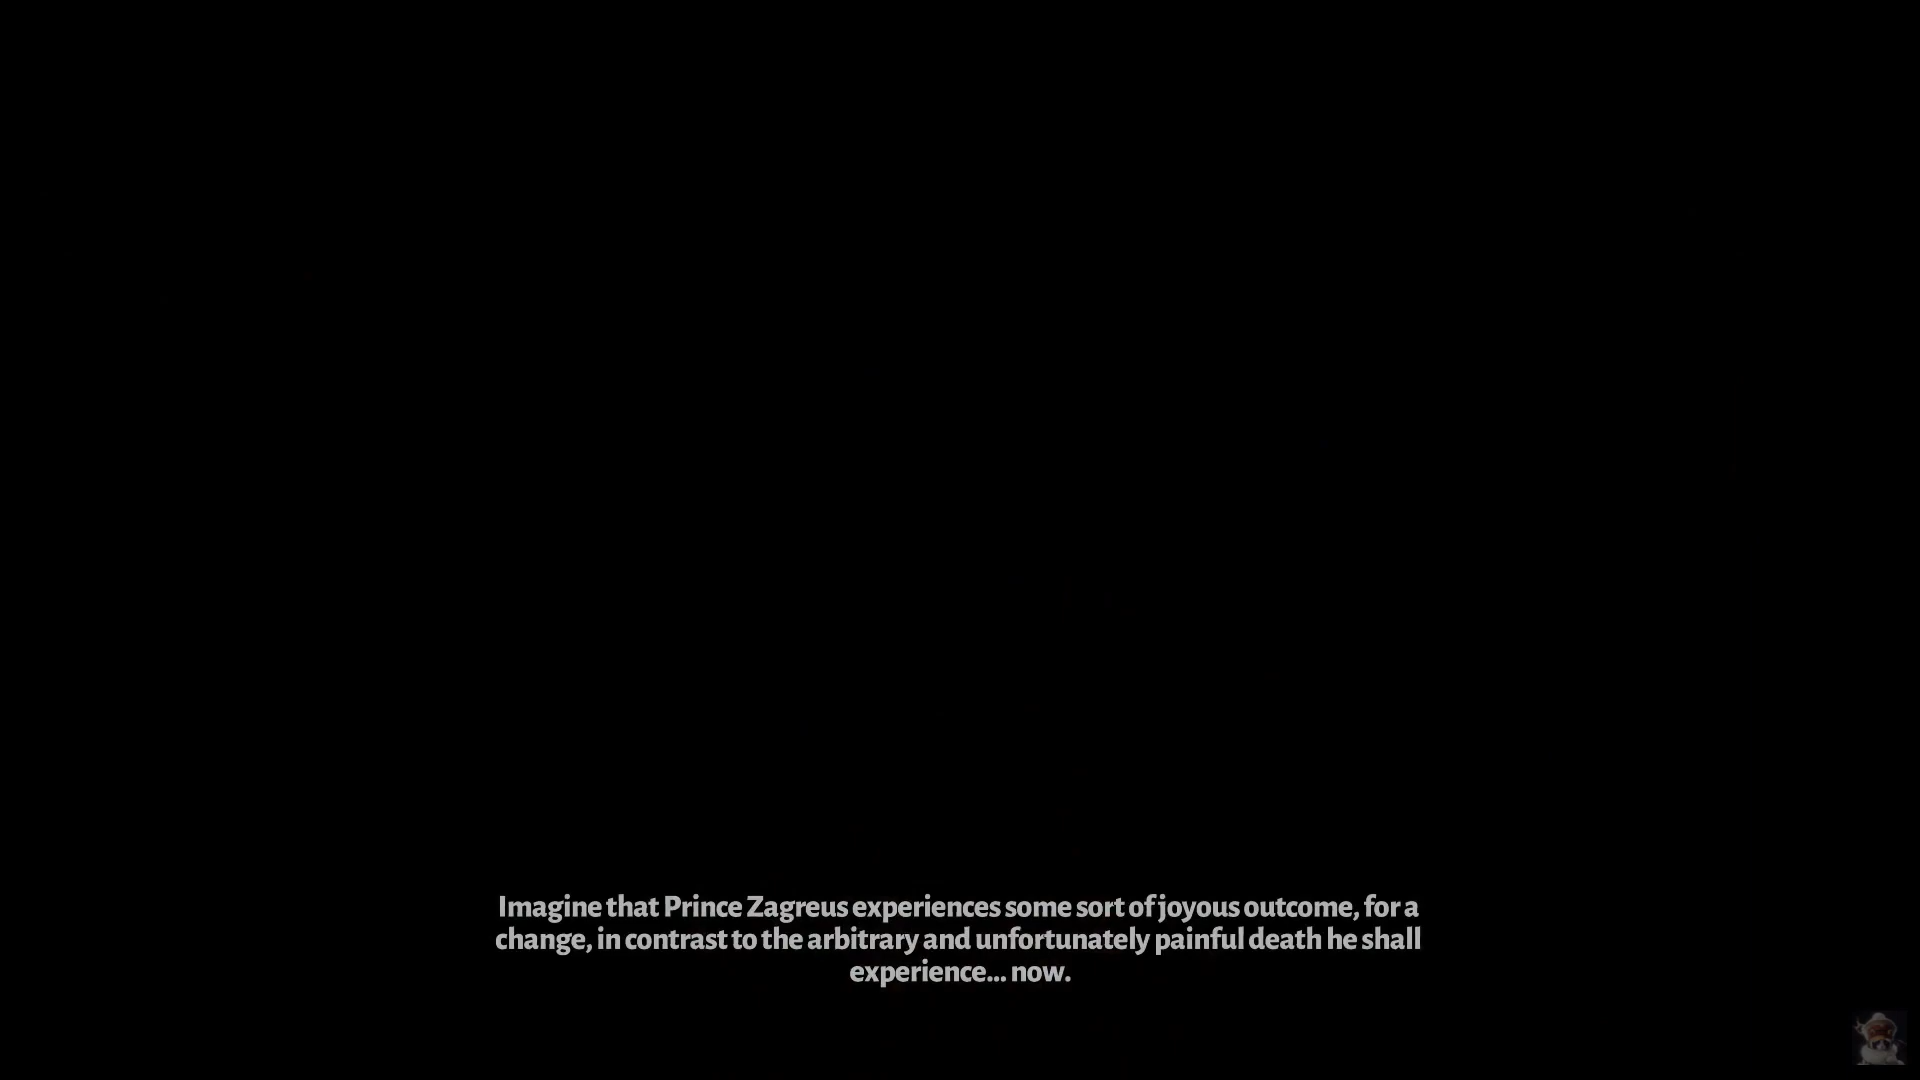 Imagine that Prince Zagreus experiences some sort of joyous outcome, for a
change, in contrast to the arbitrary and unfortunately painful death he shall
experience... now.